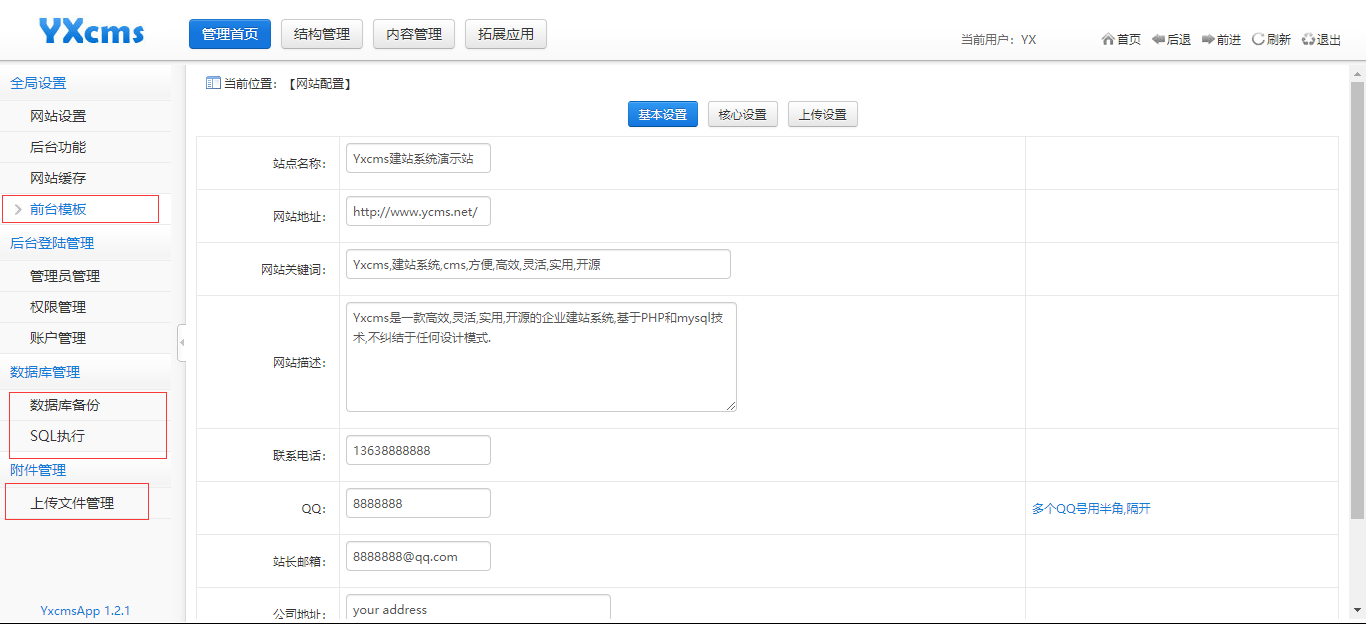 YXcms
管理首页 结构管理 内容管理 拓展应用
当前用户：YX 首页 后退 前进 刷新 退出
全局设置
网站设置
后台功能
网站缓存
前台模板
后台登陆管理
管理员管理
权限管理
账户管理
数据库管理
数据库备份
SQL执行
附件管理
上传文件管理
YxcmsApp 1.2.1
当前位置：【网站配置】
基本设置 核心设置 上传设置
站点名称： Yxcms建站系统演示站
网站地址： http://www.ycms.net/
网站关键词： Yxcms,建站系统,cms,方便,高效,灵活,实用,开源
网站描述： Yxcms是一款高效,灵活,实用,开源的企业建站系统,基于PHP和mysql技
术,不纠结于任何设计模式.
联系电话： 13638888888
QQ： 8888888 多个QQ号用半角,隔开
站长邮箱： 8888888@qq.com
公司地址： your address